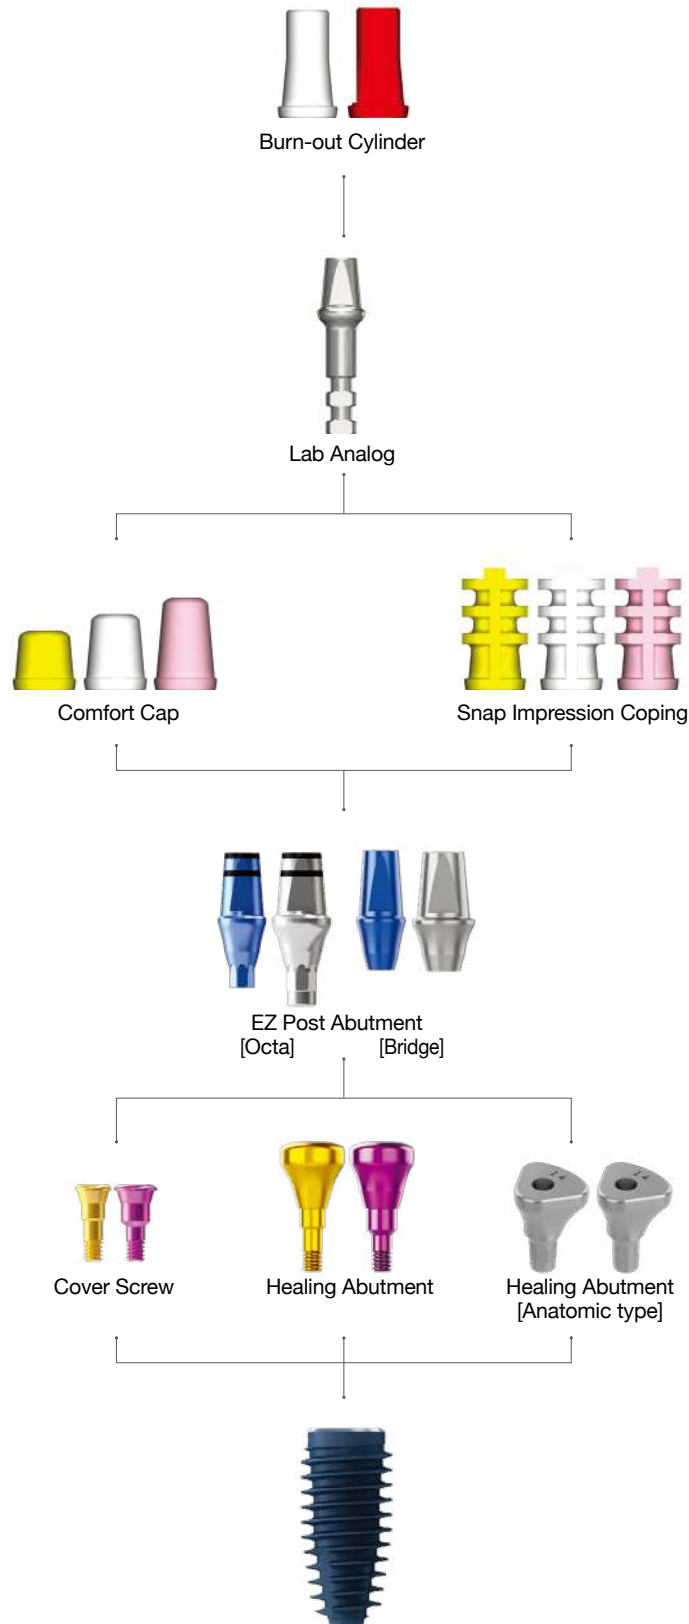 Burn-out Cylinder
Lab Analog
Comfort Cap
Snap Impression Coping
EZ Post Abutment
[Octa] [Bridge]
Cover Screw
Healing Abutment
Healing Abutment
[Anatomic type]